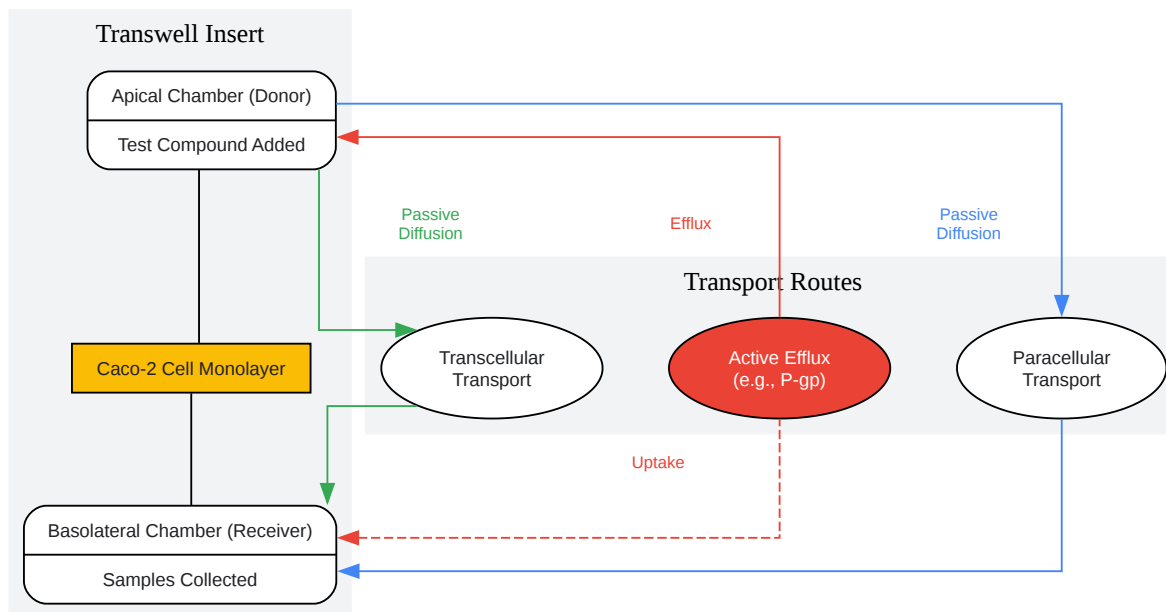 Transwell Insert
Apical Chamber (Donor)
Test Compound Added
Passive
Diffusion
Efflux
Passive
Diffusion
Transport Routes
Caco-2 Cell Monolayer
Transcellular
Transport
Active Efflux
(e.g., P-gp)
Paracellular
Transport
Uptake
Basolateral Chamber (Receiver)
Samples Collected